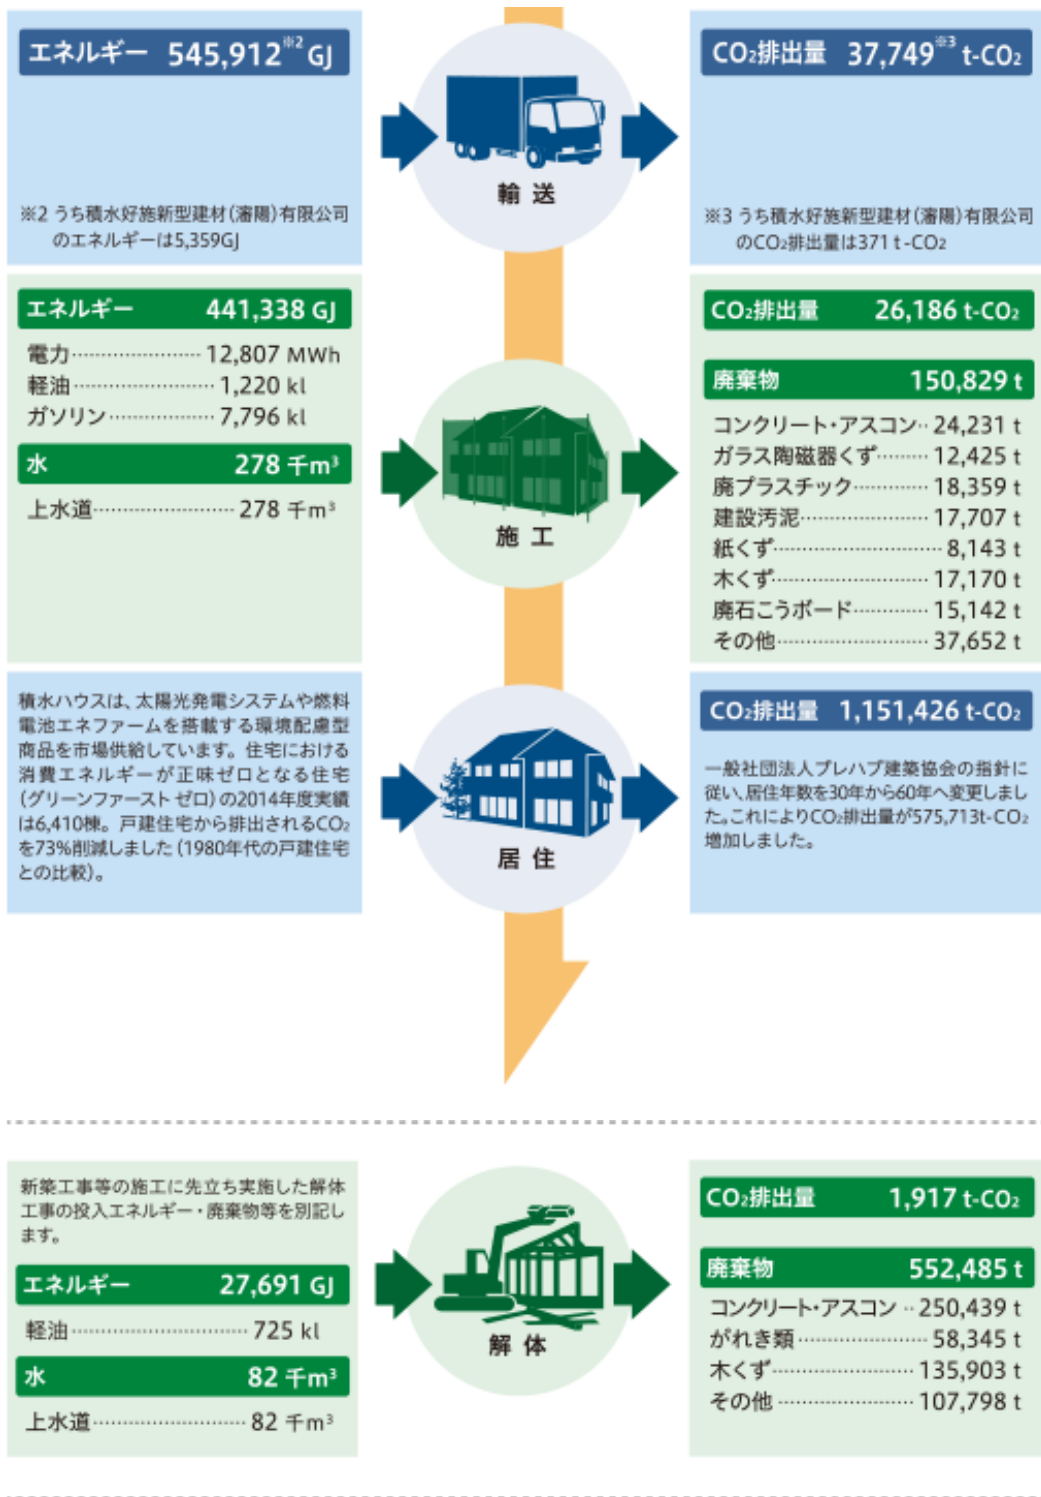 エネルギー 545,912※2 GJ
※2 うち積水好施新型建材(瀋陽)有限公司
のエネルギーは5,359GJ
輸送
CO₂排出量 37,749※3 t-CO₂
※3 うち積水好施新型建材(瀋陽)有限公司
のCO₂排出量は371 t -CO₂
エネルギー 441,338 GJ
電力 12,807 MWh
軽油 1,220 kl
ガソリン 7,796 kl
水 278 千m³
上水道 278 千m³
施工
CO₂排出量 26,186 t-CO₂
廃棄物 150,829 t
コンクリート・アスコン 24,231 t
ガラス陶磁器くず 12,425 t
廃プラスチック 18,359 t
建設汚泥 17,707 t
紙くず 8,143 t
木くず 17,170 t
廃石こうボード 15,142 t
その他 37,652 t
積水ハウスは、太陽光発電システムや燃料
電池エネファームを搭載する環境配慮型
商品を市場供給しています。住宅における
消費エネルギーが正味ゼロとなる住宅
(グリーンファースト ゼロ)の2014年度実績
は6,410棟。戸建住宅から排出されるCO₂
を73%削減しました(1980年代の戸建住宅
との比較)。
居住
CO₂排出量 1,151,426 t-CO₂
一般社団法人プレハブ建築協会の指針に
従い、居住年数を30年から60年へ変更しまし
た。これによりCO₂排出量が575,713t-CO₂
増加しました。
新築工事等の施工に先立ち実施した解体
工事の投入エネルギー・廃棄物等を別記し
ます。
エネルギー 27,691 GJ
軽油 725 kl
水 82 千m³
上水道 82 千m³
解体
CO₂排出量 1,917 t-CO₂
廃棄物 552,485 t
コンクリート・アスコン 250,439 t
がれき類 58,345 t
木くず 135,903 t
その他 107,798 t